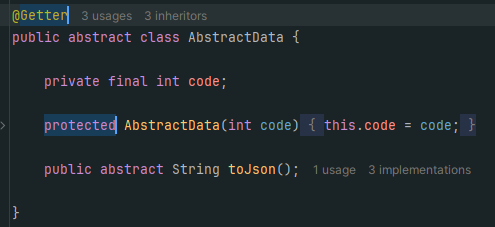 @Getter 3 usages 3 inheritors
public abstract class AbstractData {
private final int code;
protected AbstractData(int code) { this.code = code; }
public abstract String toJson(); 1 usage 3 implementations
}